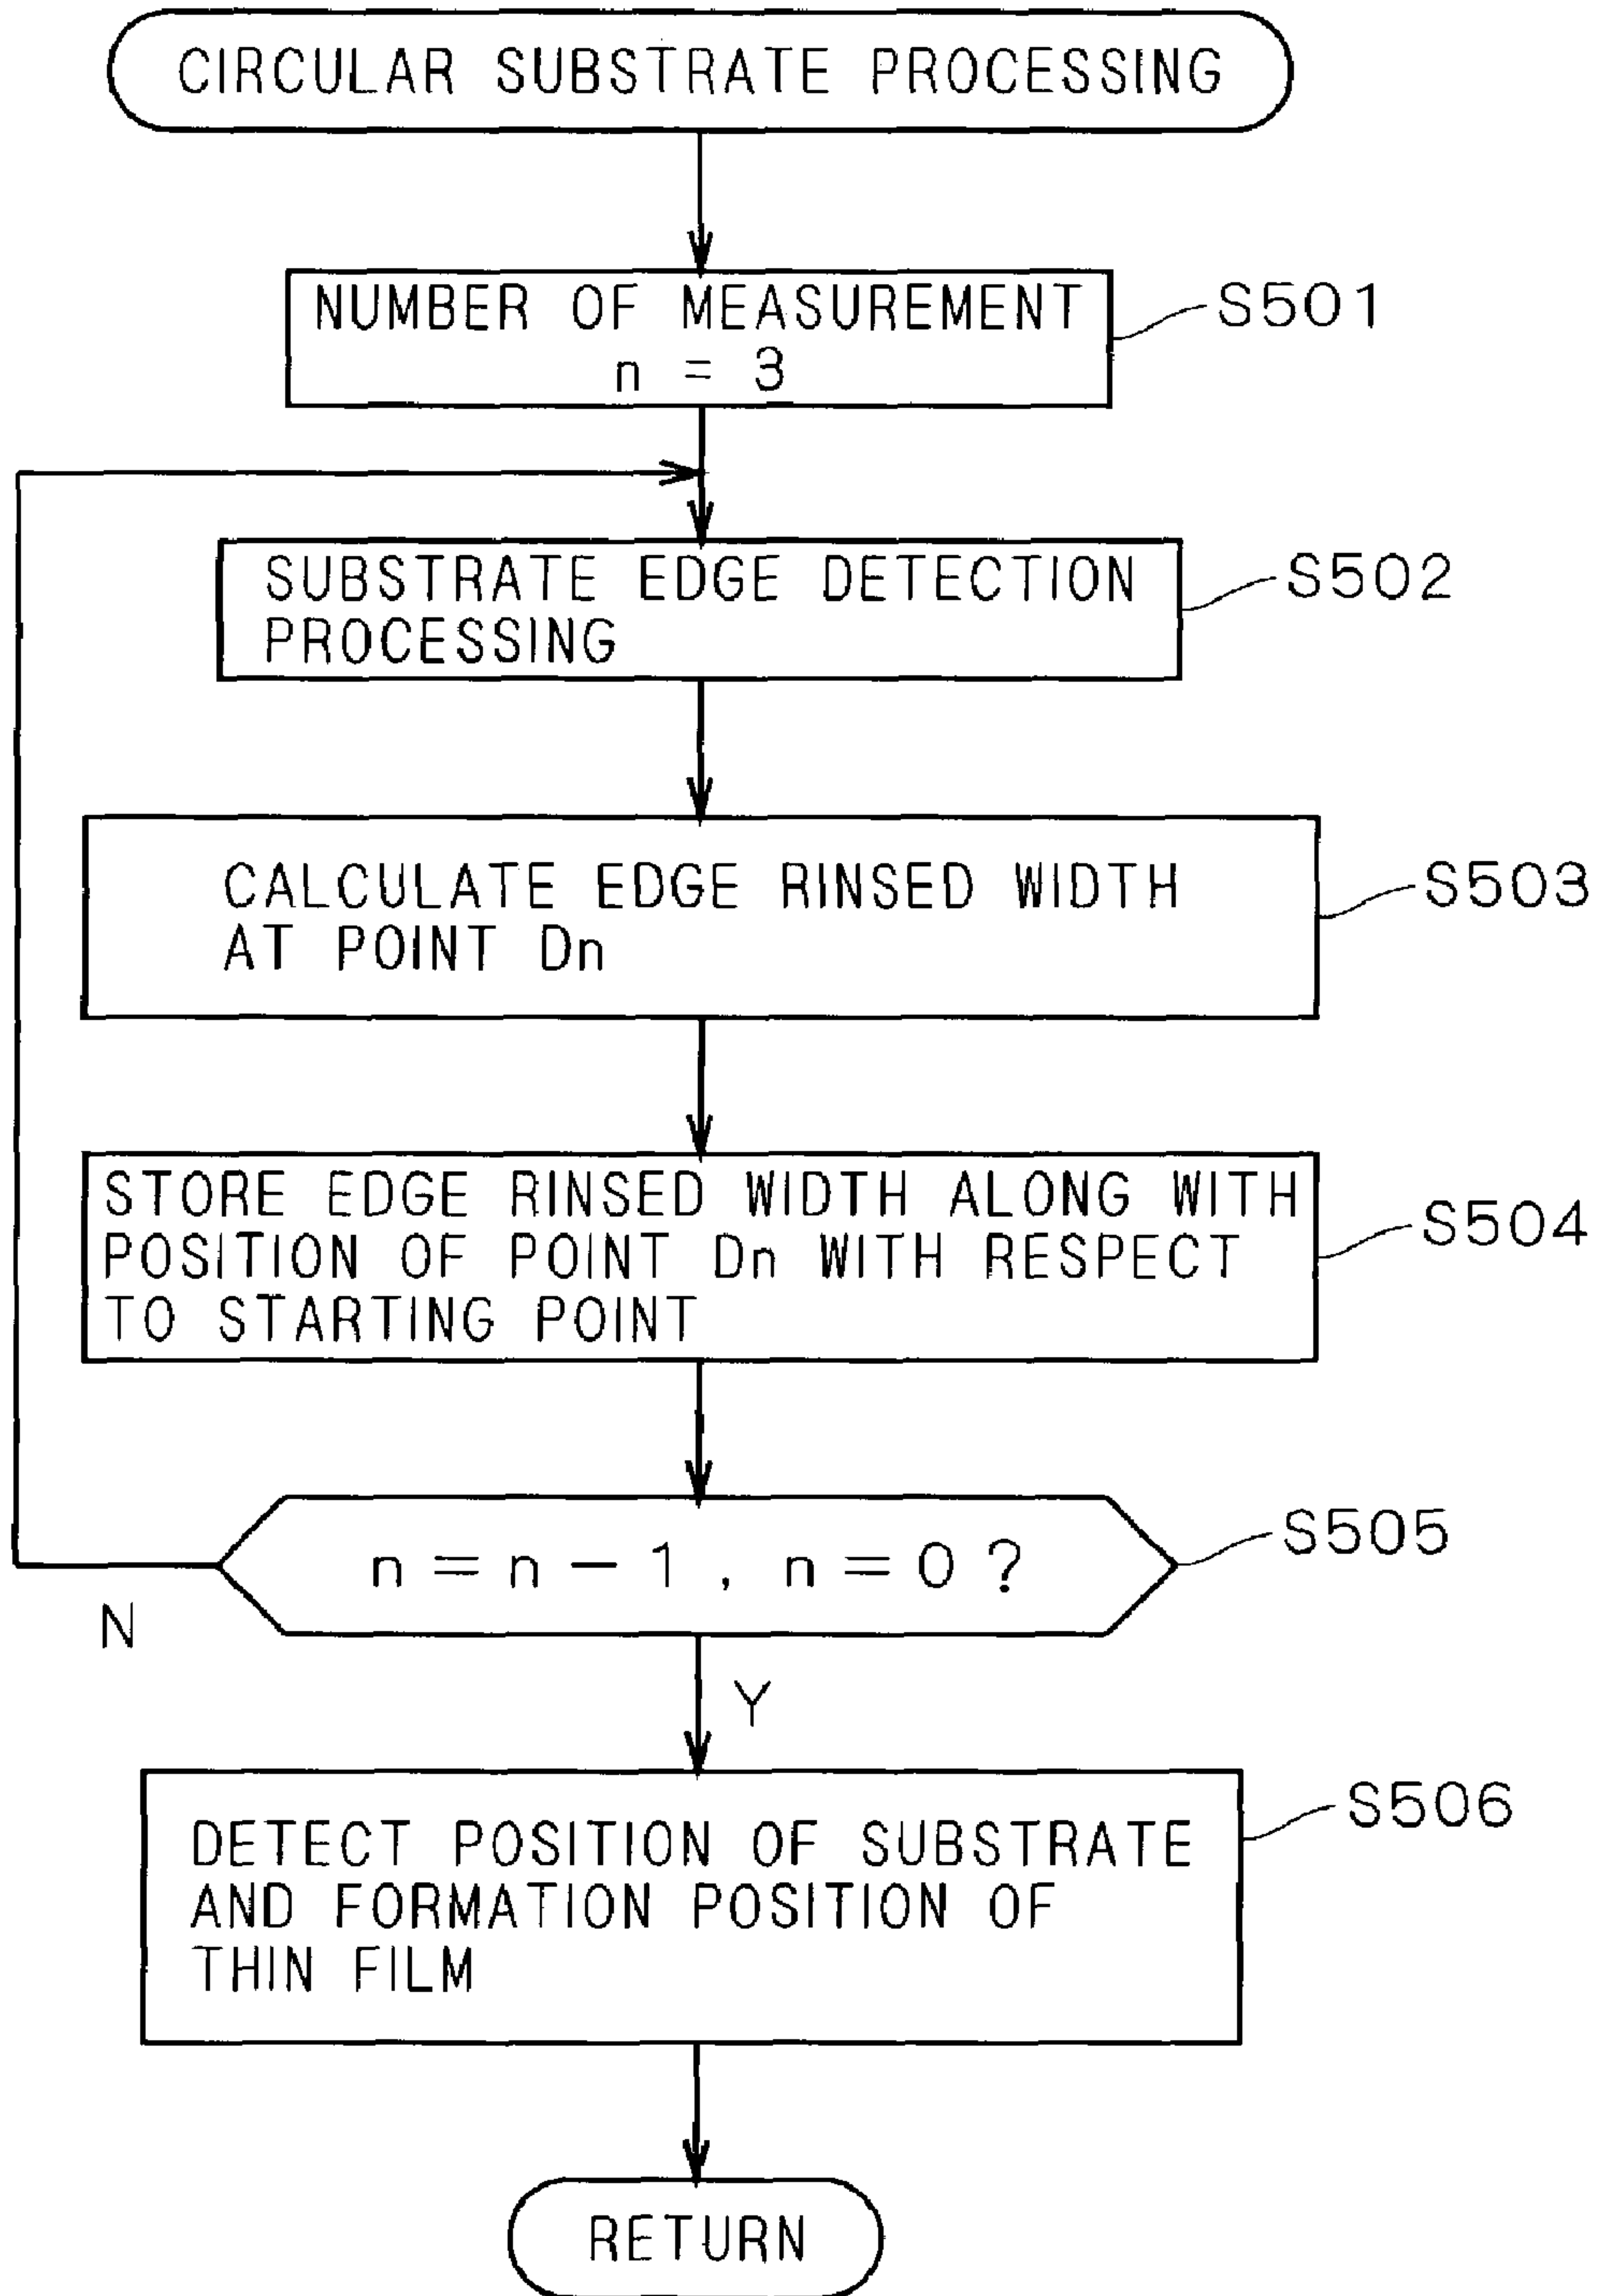 CIRCULAR SUBSTRATE PROCESSING
NUMBER OF MEASUREMENT
n = 3
S501
SUBSTRATE EDGE DETECTION
PROCESSING
S502
CALCULATE EDGE RINSED WIDTH
AT POINT Dn
S503
STORE EDGE RINSED WIDTH ALONG WITH
POSITION OF POINT Dn WITH RESPECT
TO STARTING POINT
S504
n = n - 1 , n = 0 ?
S505
N
Y
DETECT POSITION OF SUBSTRATE
AND FORMATION POSITION OF
THIN FILM
S506
RETURN